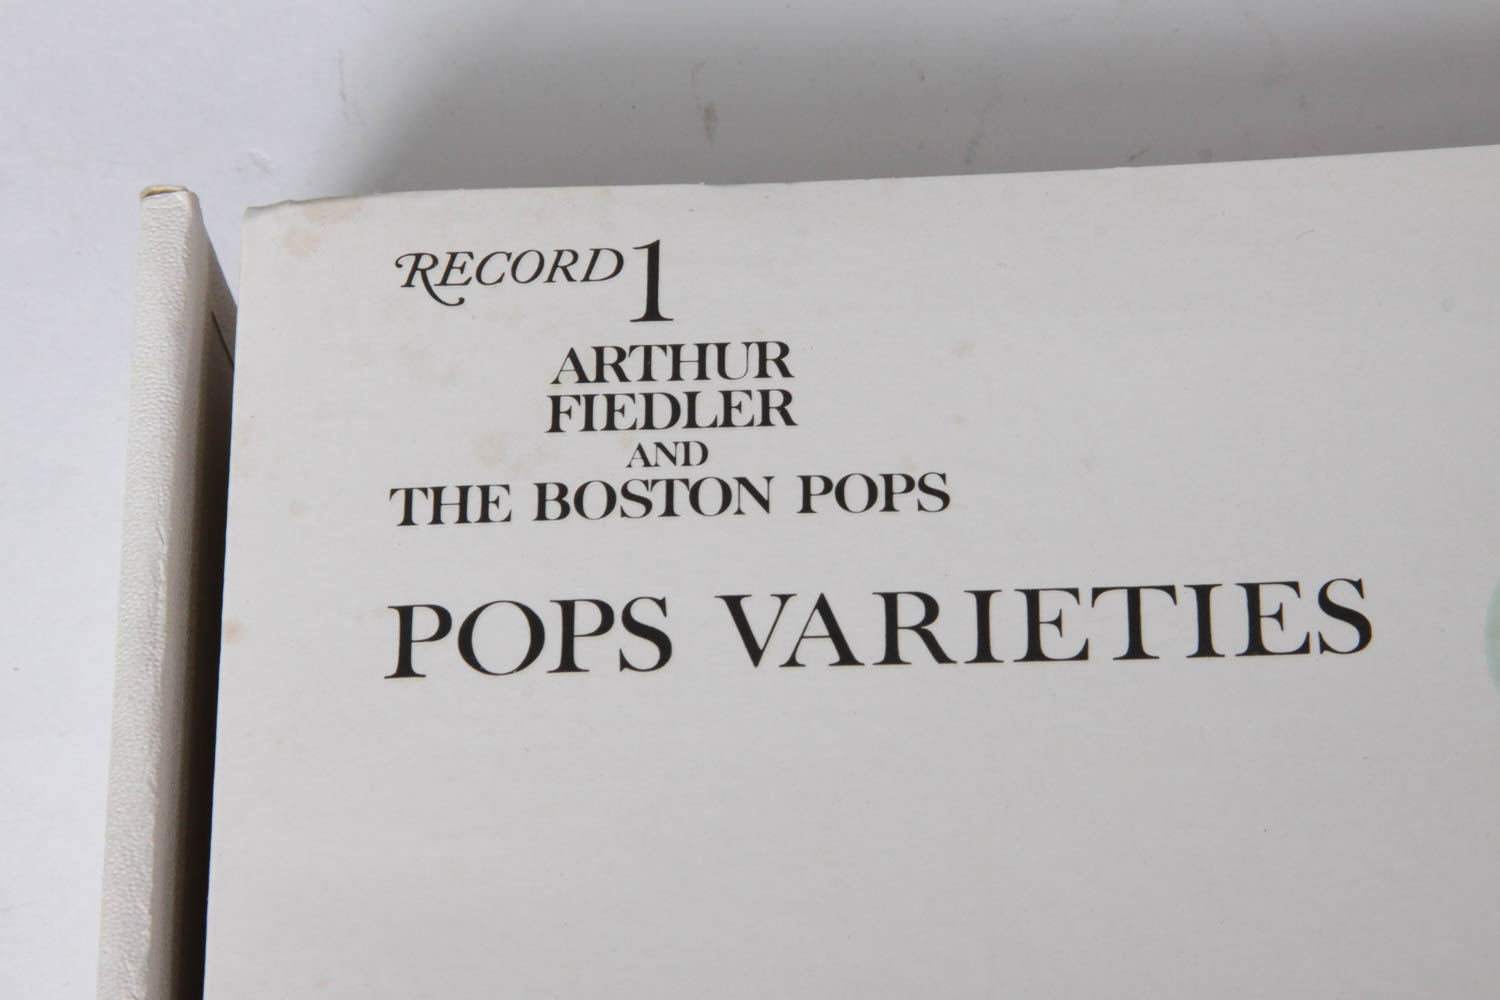 RECORD 1
ARTHUR
FIEDLER
AND
THE BOSTON POPS
POPS VARIETIES